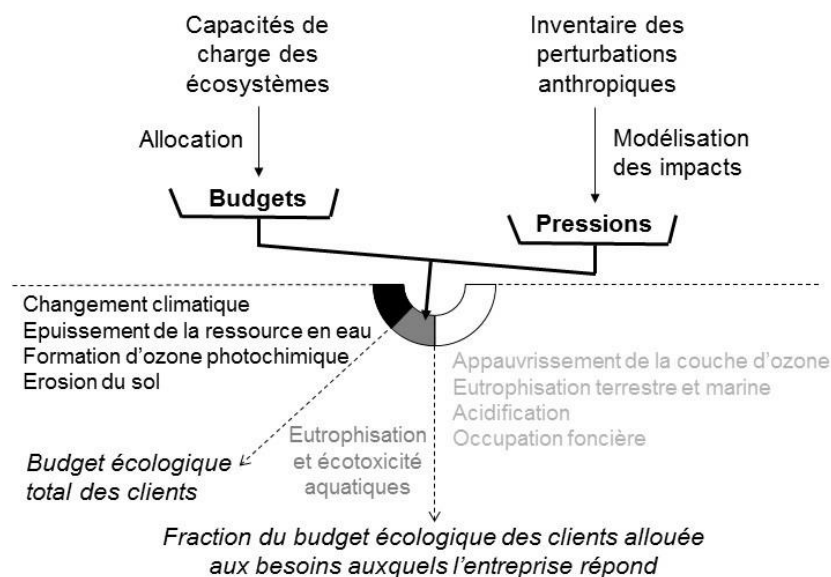 Capacités de
charge des
écosystèmes
Inventaire des
perturbations
anthropiques
Allocation
Modélisation
des impacts
Budgets
Pressions
Changement climatique
Epuissement de la ressource en eau
Formation d'ozone photochimique
Erosion du sol
Appauvrissement de la couche d'ozone
Eutrophisation terrestre et marine
Acidification
Occupation foncière
Eutrophisation
et écotoxicité
aquatiques
Budget écologique
total des clients
Fraction du budget écologique des clients allouée
aux besoins auxquels l'entreprise répond